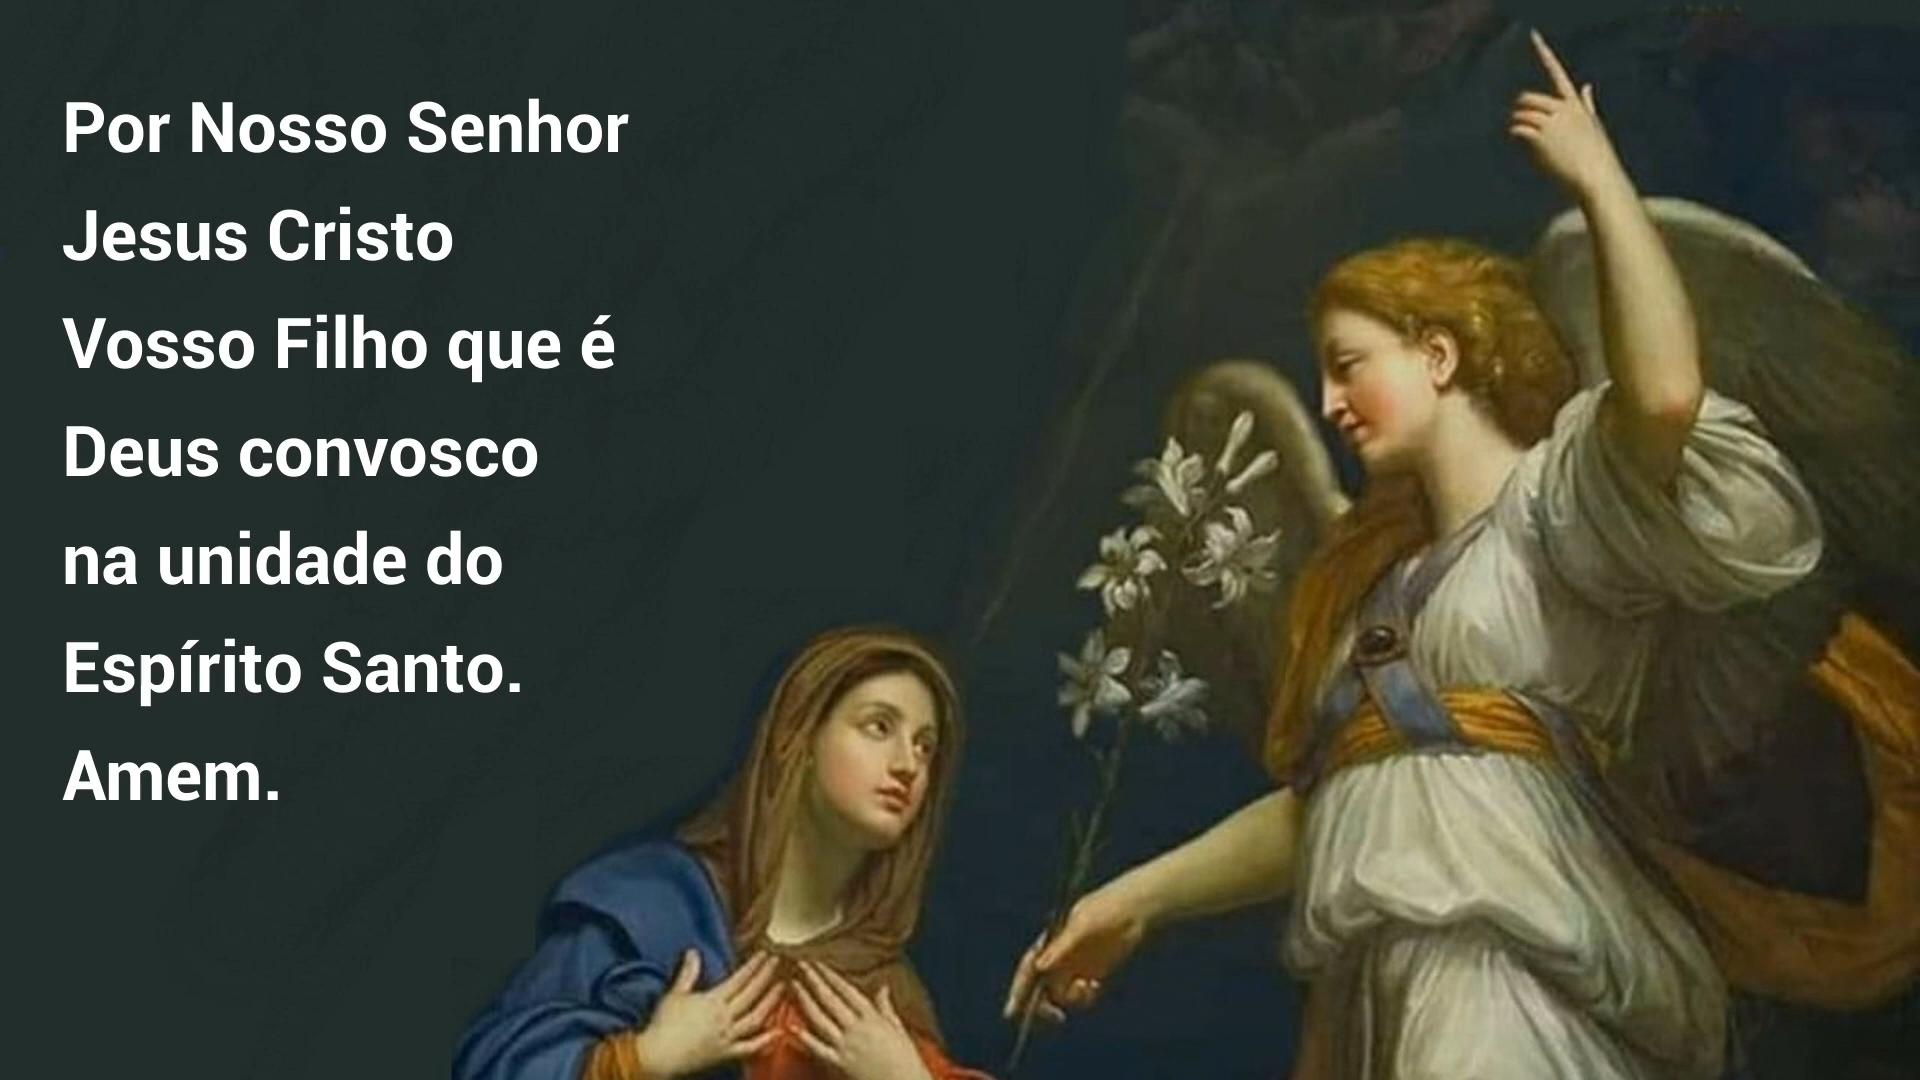 Por Nosso Senhor
Jesus Cristo
Vosso Filho que é
Deus convosco
na unidade do
Espírito Santo.
Amem.